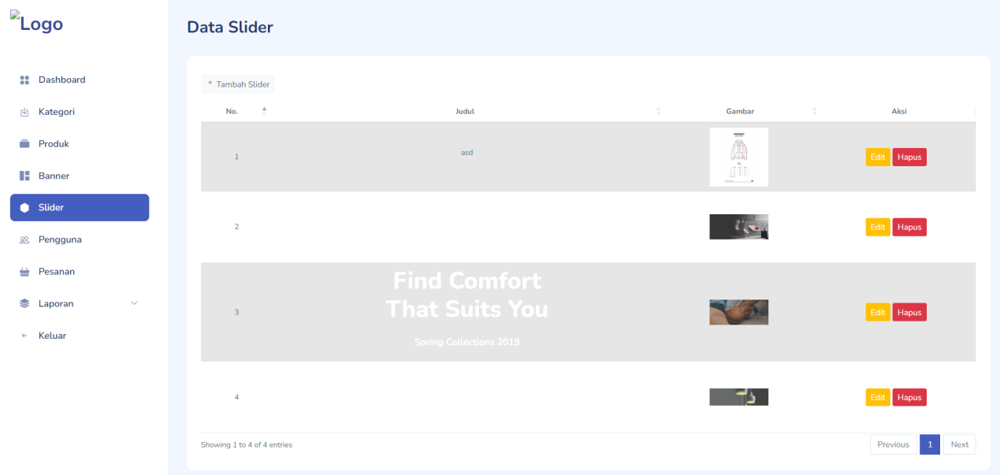 Logo
Data Slider
Dashboard
Kategori
Produk
Banner
Slider
Pengguna
Pesanan
Laporan
Keluar
+ Tambah Slider
No. Judul Gambar Aksi
1 asd Edit Hapus
2 Edit Hapus
Find Comfort
That Suits You
3 Edit Hapus
Spring Collections 2019
4 Edit Hapus
Showing 1 to 4 of 4 entries
Previous 1 Next